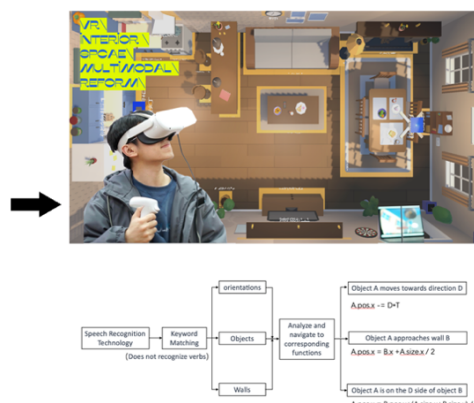 VR\
INTERIOR\
SPCAE\
MULTIMODAL\
REFORM\
orientations
Object A moves towards direction D
A.pos.x -= D*T
Speech Recognition
Technology
Keyword
Matching
Objects
Analyze and
navigate to
corresponding
functions
Object A approaches wall B
(Does not recognize verbs)
A.pos.x = B.x +A.size.x / 2
Walls
Object A is on the D side of object B